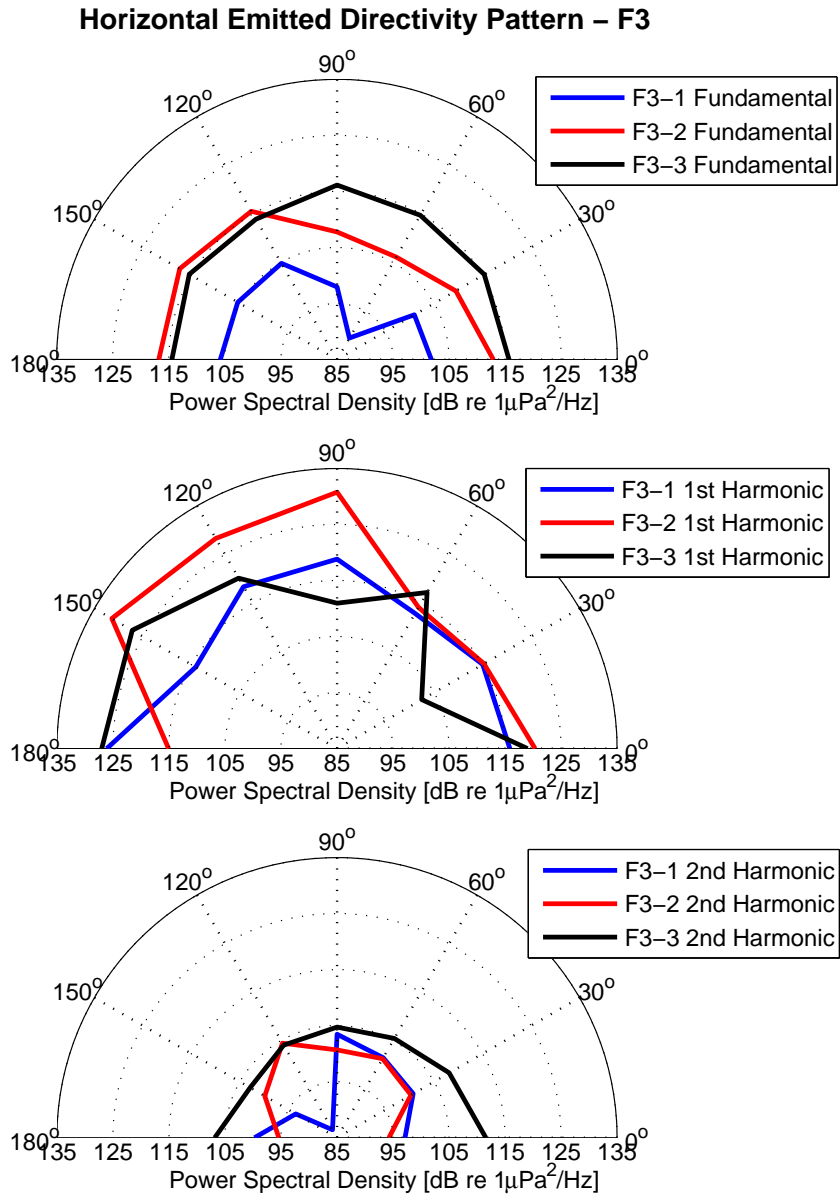 Horizontal Emitted Directivity Pattern – F3
90°
120° 60°
150° 30°
180° 0°
F3–1 Fundamental
F3–2 Fundamental
F3–3 Fundamental
135 125 115 105 95 85 95 105 115 125 135
Power Spectral Density [dB re 1μPa²/Hz]
90°
120° 60°
150° 30°
180° 0°
F3–1 1st Harmonic
F3–2 1st Harmonic
F3–3 1st Harmonic
135 125 115 105 95 85 95 105 115 125 135
Power Spectral Density [dB re 1μPa²/Hz]
90°
120° 60°
150° 30°
180° 0°
F3–1 2nd Harmonic
F3–2 2nd Harmonic
F3–3 2nd Harmonic
135 125 115 105 95 85 95 105 115 125 135
Power Spectral Density [dB re 1μPa²/Hz]